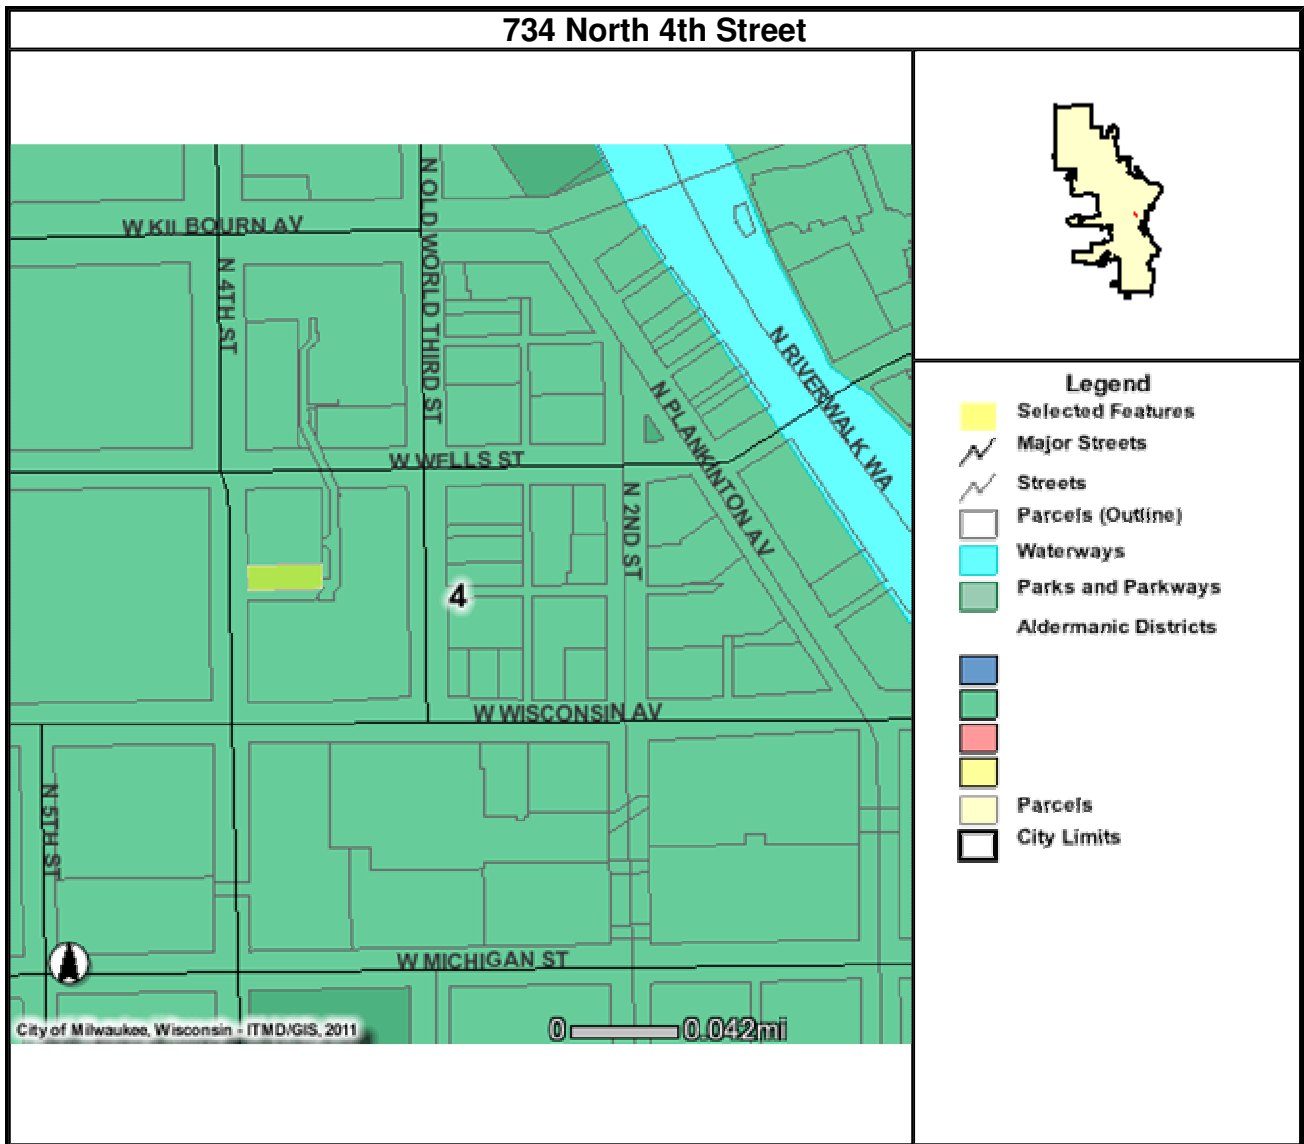 734 North 4th Street
W KILBOURN AV
N 4TH ST
N OLD WORLD THIRD ST
N RIVERWALK WA
N PLANKINTON AV
W WELLS ST
N 2ND ST
4
W WISCONSIN AV
N 5TH ST
W MICHIGAN ST
City of Milwaukee, Wisconsin - ITMD/GIS, 2011
0 0.042mi
Legend
Selected Features
Major Streets
Streets
Parcels (Outline)
Waterways
Parks and Parkways
Aldermanic Districts
Parcels
City Limits